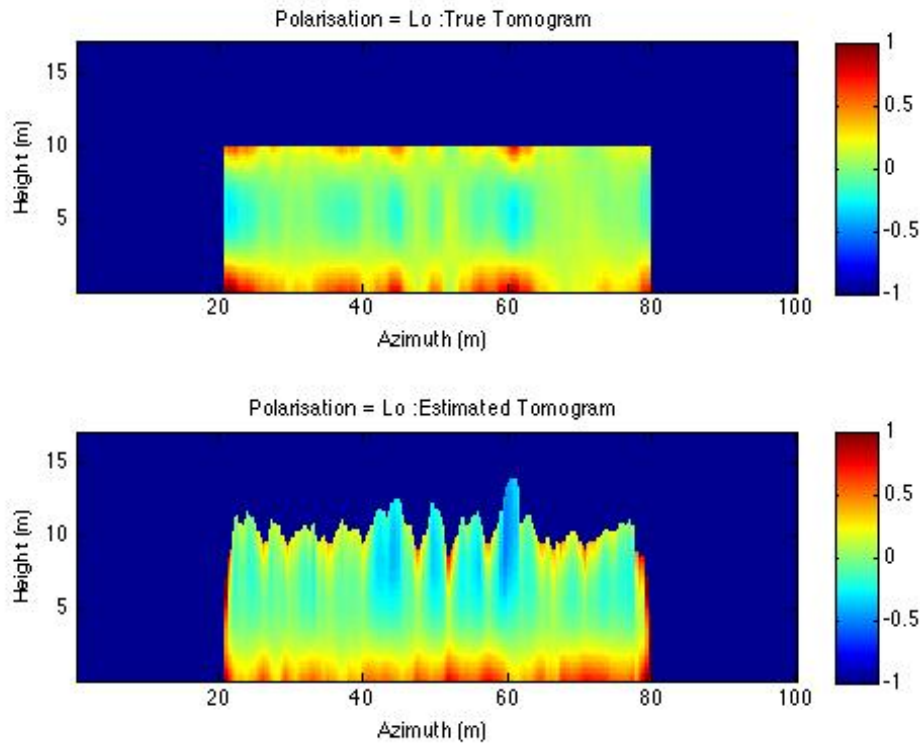 Polarisation = Lo :True Tomogram
Height (m)
15
10
5
20 40 60 80 100
Azimuth (m)
1
0.5
0
-0.5
-1
Polarisation = Lo :Estimated Tomogram
Height (m)
15
10
5
20 40 60 80 100
Azimuth (m)
1
0.5
0
-0.5
-1